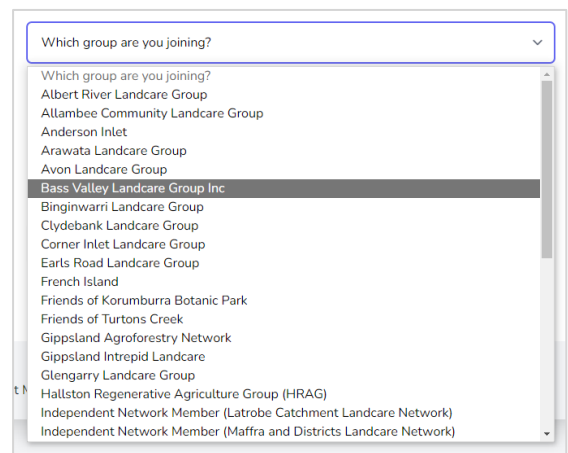 Which group are you joining?
Which group are you joining?
Albert River Landcare Group
Allambee Community Landcare Group
Anderson Inlet
Arawata Landcare Group
Avon Landcare Group
Bass Valley Landcare Group Inc
Binginwarri Landcare Group
Clydebank Landcare Group
Corner Inlet Landcare Group
Earls Road Landcare Group
French Island
Friends of Korumburra Botanic Park
Friends of Turtons Creek
Gippsland Agroforestry Network
Gippsland Intrepid Landcare
Glengarry Landcare Group
Hallston Regenerative Agriculture Group (HRAG)
Independent Network Member (Latrobe Catchment Landcare Network)
Independent Network Member (Maffra and Districts Landcare Network)